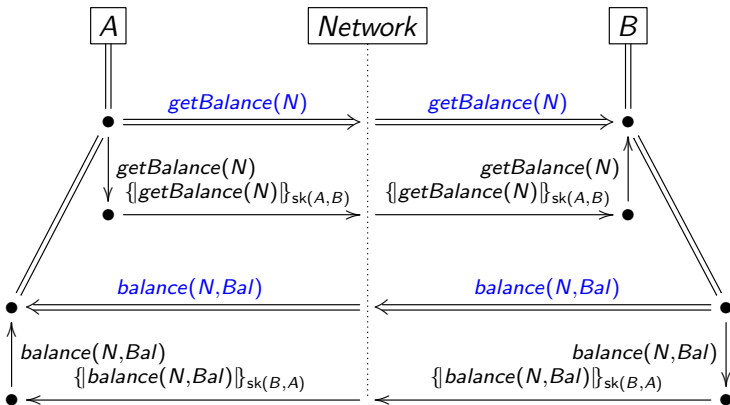 A Network B
getBalance(N) getBalance(N)
getBalance(N) getBalance(N)
{|getBalance(N)|}sk(A,B) {|getBalance(N)|}sk(A,B)
balance(N,Bal) balance(N,Bal)
balance(N,Bal) balance(N,Bal)
{|balance(N,Bal)|}sk(B,A) {|balance(N,Bal)|}sk(B,A)